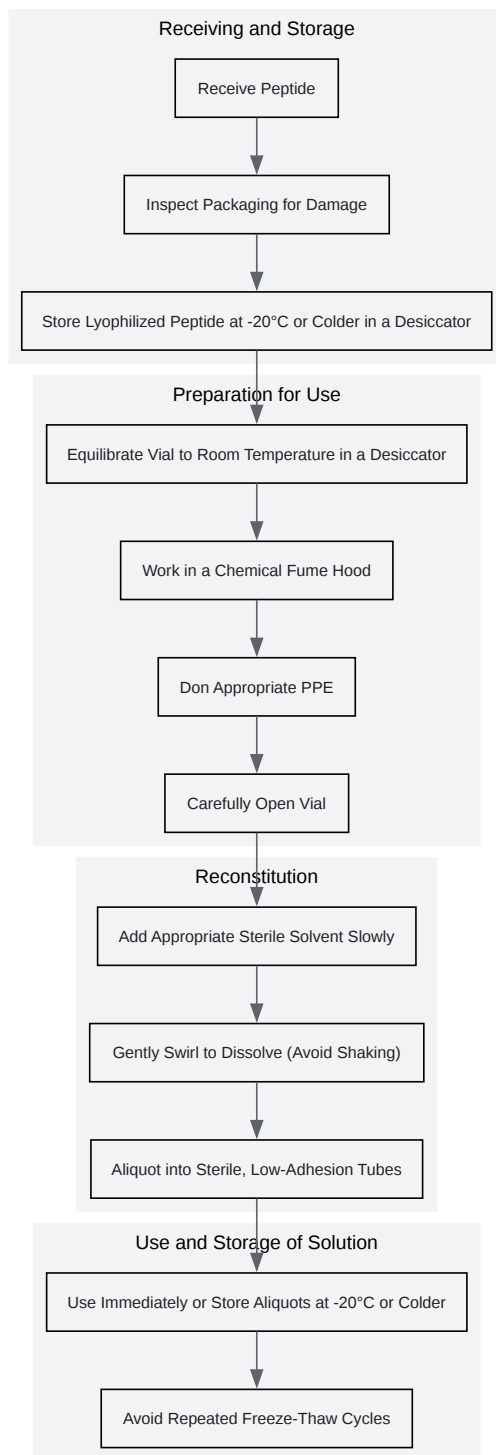 Receiving and Storage
Receive Peptide
Inspect Packaging for Damage
Store Lyophilized Peptide at -20°C or Colder in a Desiccator
Preparation for Use
Equilibrate Vial to Room Temperature in a Desiccator
Work in a Chemical Fume Hood
Don Appropriate PPE
Carefully Open Vial
Reconstitution
Add Appropriate Sterile Solvent Slowly
Gently Swirl to Dissolve (Avoid Shaking)
Aliquot into Sterile, Low-Adhesion Tubes
Use and Storage of Solution
Use Immediately or Store Aliquots at -20°C or Colder
Avoid Repeated Freeze-Thaw Cycles